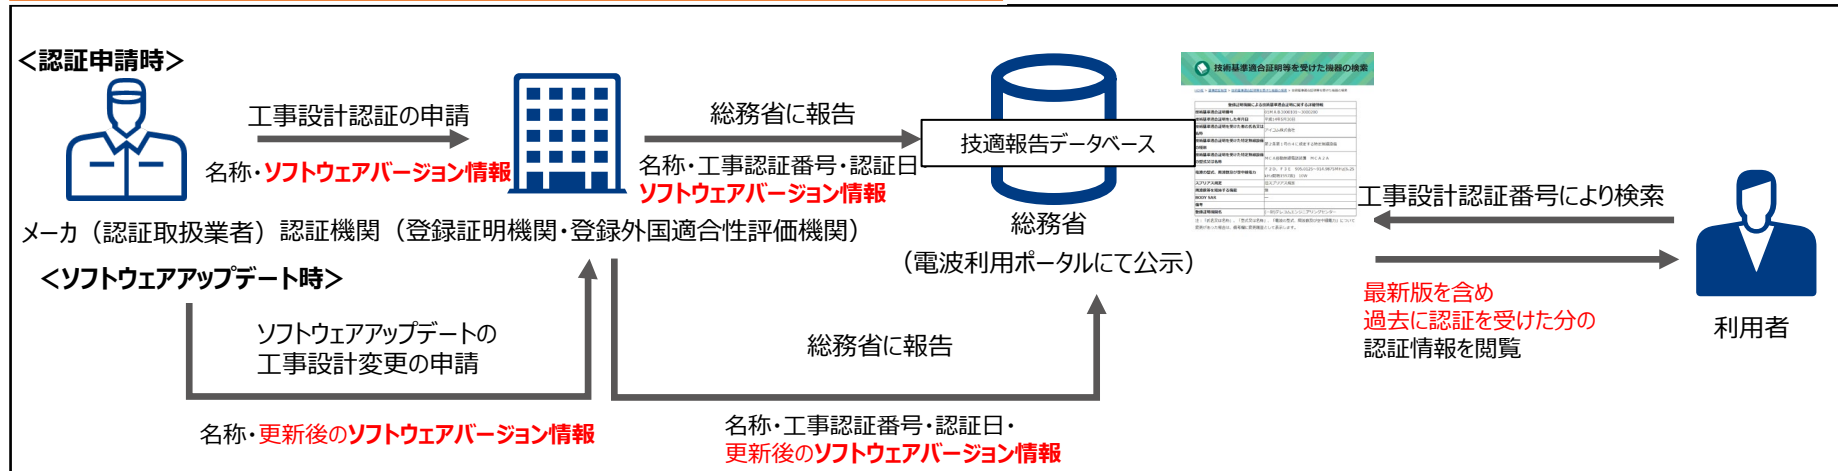 ＜認証申請時＞
工事設計認証の申請
名称・ソフトウェアバージョン情報
メーカ（認証取扱業者）
認証機関（登録証明機関・登録外国適合性評価機関）
総務省に報告
名称・工事認証番号・認証日
ソフトウェアバージョン情報
技適報告データベース
総務省
（電波利用ポータルにて公示）
技術基準適合証明等を受けた機器の検索
工事設計認証番号により検索
最新版を含め
過去に認証を受けた分の
認証情報を閲覧
利用者
＜ソフトウェアアップデート時＞
ソフトウェアアップデートの
工事設計変更の申請
名称・更新後のソフトウェアバージョン情報
総務省に報告
名称・工事認証番号・認証日・
更新後のソフトウェアバージョン情報